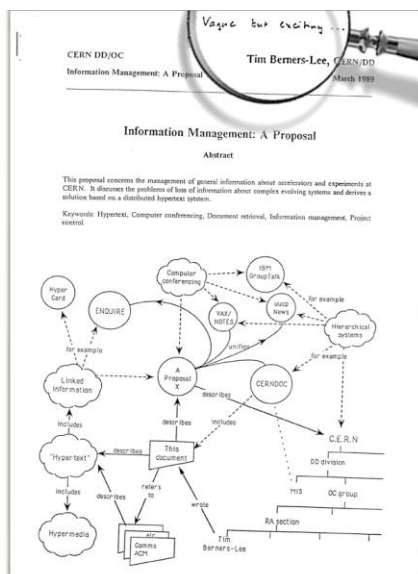 Vague but exciting ...
CERN DD/OC
Tim Berners-Lee, CERN/DD
Information Management: A Proposal
March 1989
Information Management: A Proposal
Abstract
This proposal concerns the management of general information about accelerators and experiments at
CERN. It discusses the problems of loss of information about complex evolving systems and derives a
solution based on a distributed hypertext system.
Keywords: Hypertext, Computer conferencing, Document retrieval, Information management, Project
control
Computer
conferencing
IBM
GroupTalk
Hyper
Card
ENQUIRE
VAX/
NOTES
uucp
News
for example
Hierarchical
systems
for example
unifies
for example
Linked
information
A
Proposal
X
CERNDOC
describes
includes
describes
includes
C.E.R.N
"Hypertext"
describes
This
document
DD division
includes
describes
refers
to
MIS
OC group
wrote
RA section
Hypermedia
etc
Comms
ACM
Tim
Berners-Lee